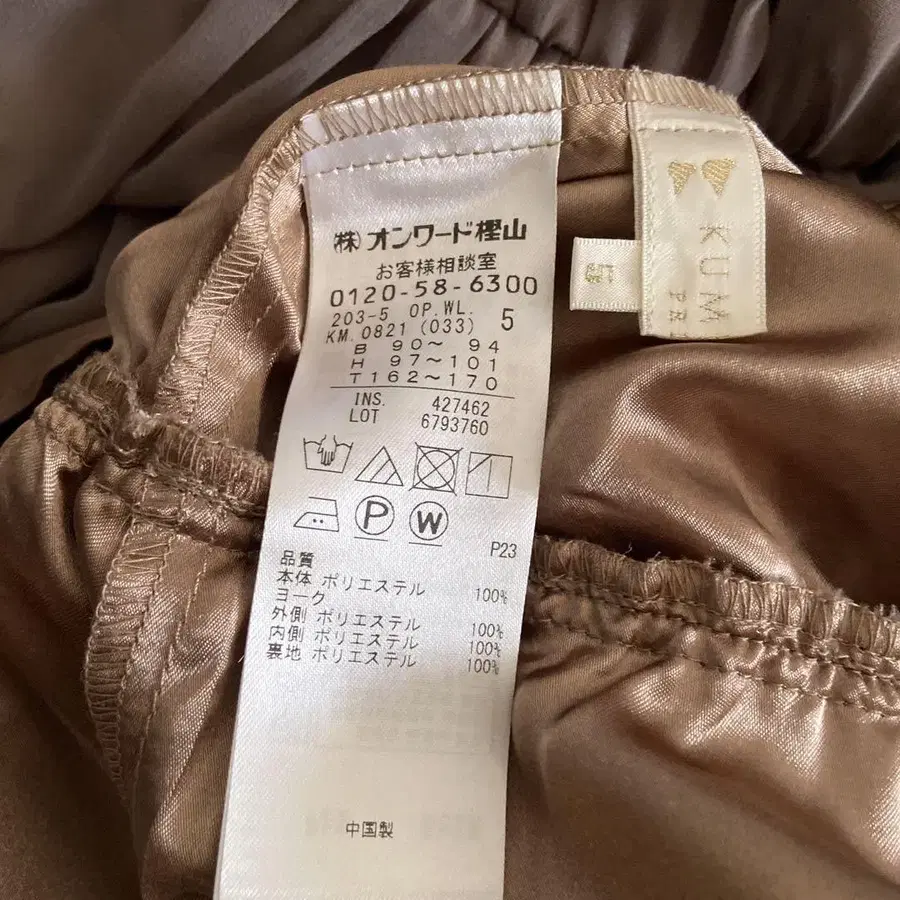 (株)オンワード樫山
お客様相談室
0120-58-6300
203-5 OP.WL.
KM.0821 (033) 5
B 90～ 94
H 97～101
T162～170
INS. 427462
LOT 6793760
P W
P23
品質
本体 ポリエステル 100%
ヨーク
外側 ポリエステル 100%
内側 ポリエステル 100%
裏地 ポリエステル 100%
中国製
5
KUM
PR